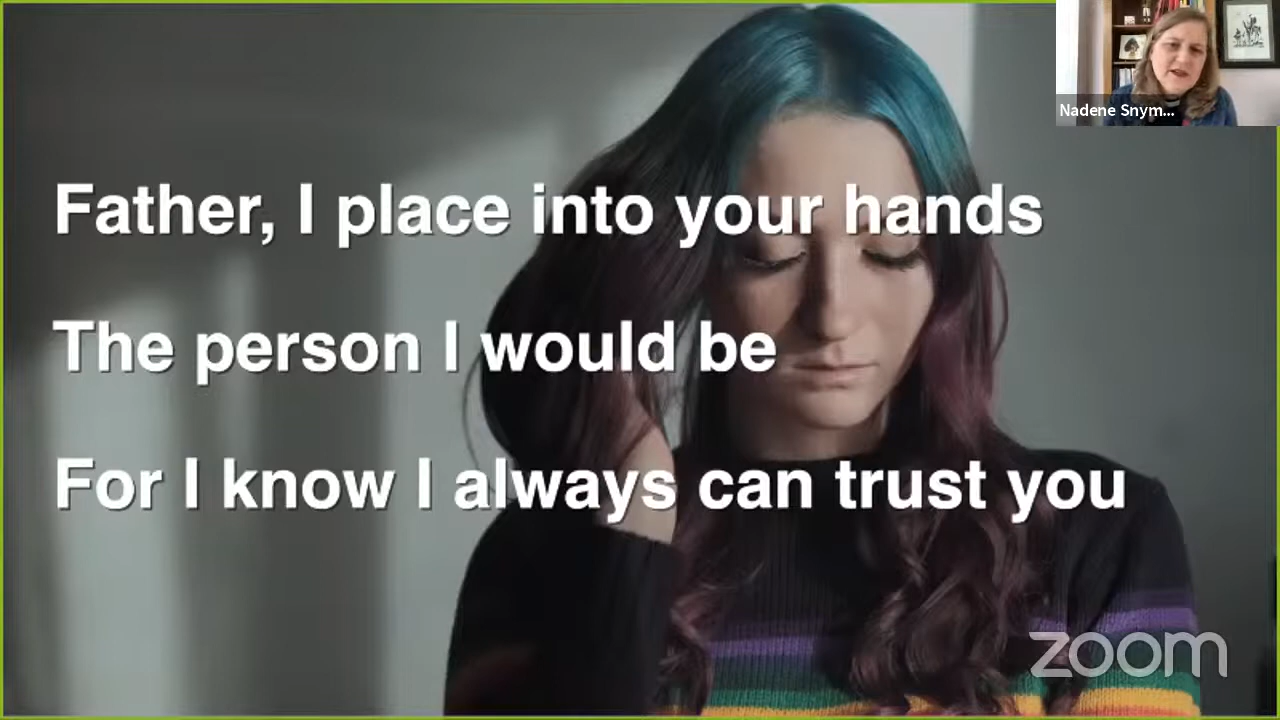 Nadene Snym...
Father, I place into your hands
The person I would be
For I know I always can trust you
zoom